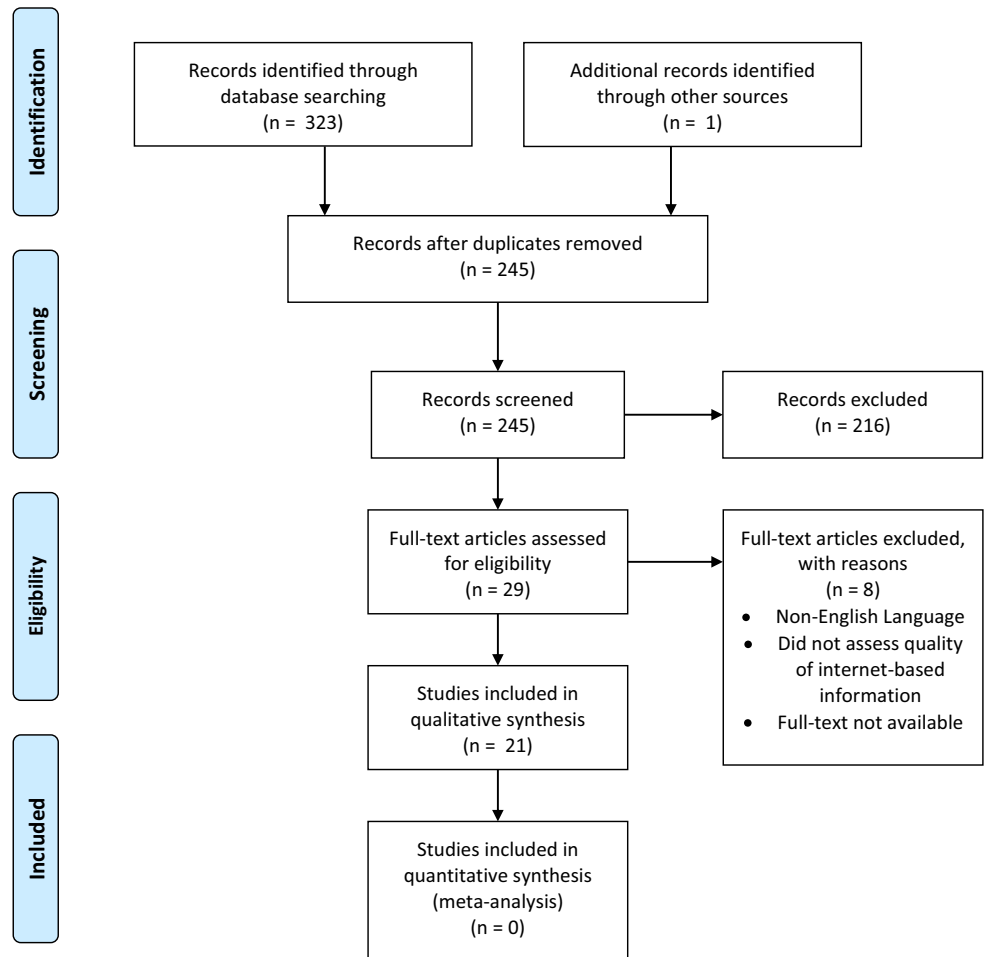 Identification
Records identified through
database searching
(n = 323)
Additional records identified
through other sources
(n = 1)
Records after duplicates removed
(n = 245)
Screening
Records screened
(n = 245)
Records excluded
(n = 216)
Eligibility
Full-text articles assessed
for eligibility
(n = 29)
Full-text articles excluded,
with reasons
(n = 8)
• Non-English Language
• Did not assess quality
of internet-based
information
• Full-text not available
Studies included in
qualitative synthesis
(n = 21)
Included
Studies included in
quantitative synthesis
(meta-analysis)
(n = 0)